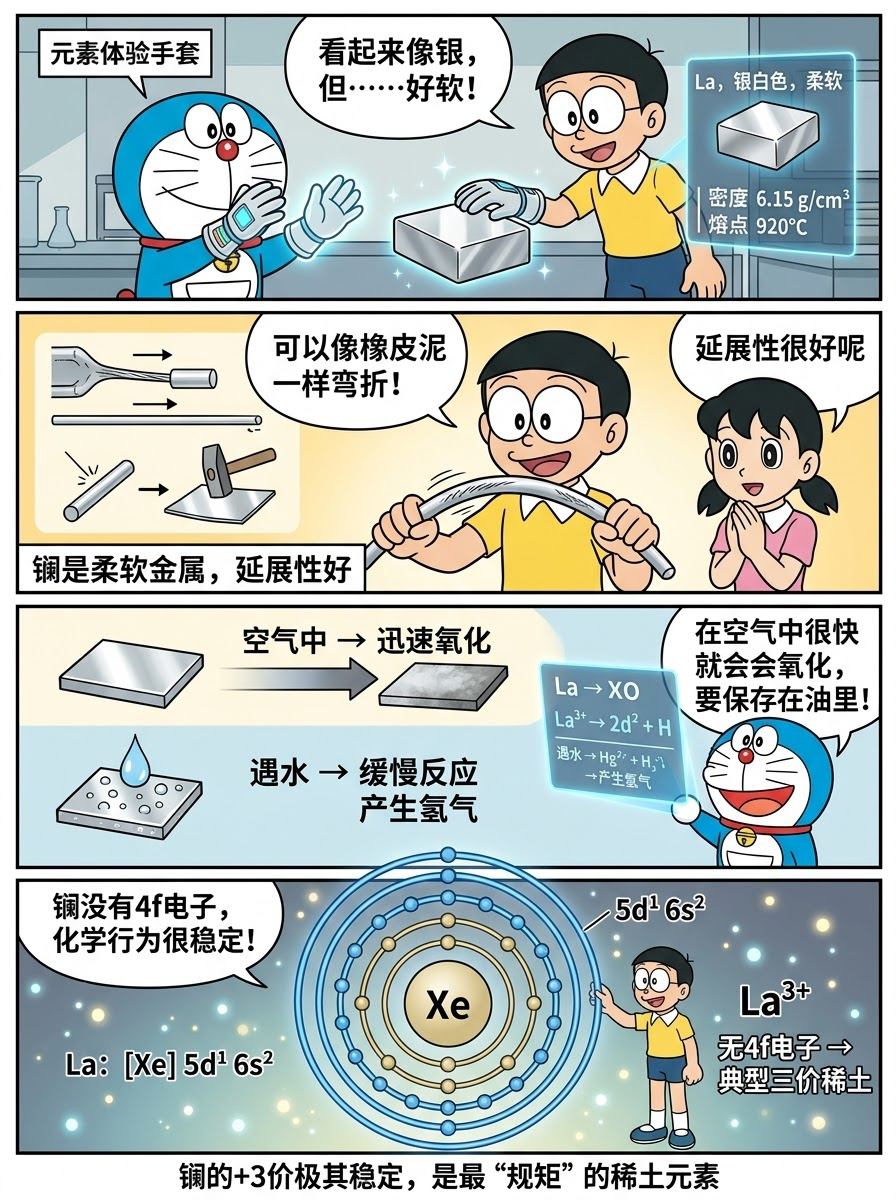 元素体验手套
看起来像银，
但……好软！
La，银白色，柔软
密度 6.15 g/cm³
熔点 920°C
可以像橡皮泥
一样弯折！
延展性很好呢
镧是柔软金属，延展性好
空气中 → 迅速氧化
遇水 → 缓慢反应
产生氢气
La → XO
La³⁺ → 2d² + H
→产生氢气
在空气中很快
就会会氧化，
要保存在油里！
镧没有4f电子，
化学行为很稳定！
5d¹ 6s²
Xe
La：[Xe] 5d¹ 6s²
La³⁺
无4f电子 →
典型三价稀土
镧的+3价极其稳定，是最“规矩”的稀土元素